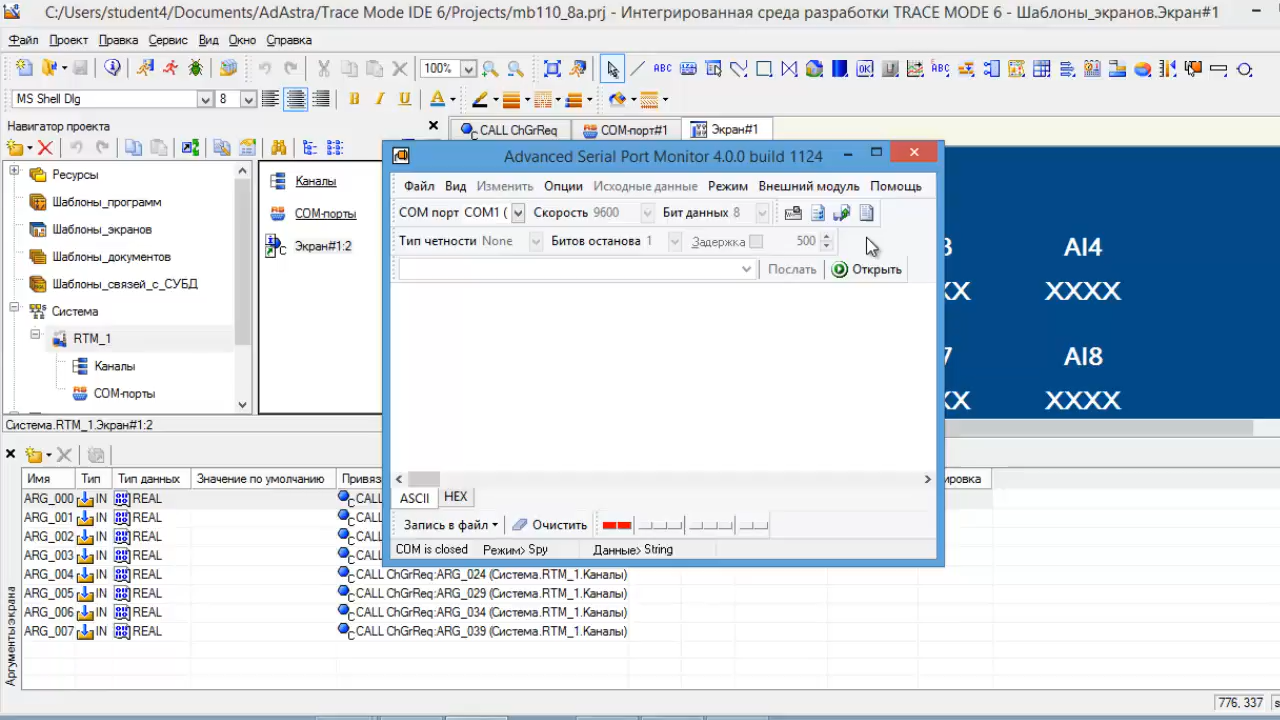 C:/Users/student4/Documents/AdAstra/Trace Mode IDE 6/Projects/mb110_8a.prj - Интегрированная среда разработки TRACE MODE 6 - Шаблоны_экранов.Экран#1
Файл Проект Правка Сервис Вид Окно Справка
100%
MS Shell Dlg 8
Навигатор проекта
CALL ChGrReq COM-порт#1 Экран#1
Ресурсы
Шаблоны_программ
Шаблоны_экранов
Шаблоны_документов
Шаблоны_связей_с_СУБД
Система
RTM_1
Каналы
COM-порты
Каналы
COM-порты
Экран#1:2
Advanced Serial Port Monitor 4.0.0 build 1124
Файл Вид Изменить Опции Исходные данные Режим Внешний модуль Помощь
COM порт COM1 ( Скорость 9600 Бит данных 8
Тип четности None Битов останова 1 Задержка 500
Послать Открыть
ASCII HEX
Запись в файл Очистить
COM is closed Режим> Spy Данные> String
3 AI4
XX XXXX
7 AI8
XX XXXX
Система.RTM_1.Экран#1:2
Аргументы экрана
Имя Тип Тип данных Значение по умолчанию Привяз ировка
ARG_000 IN REAL CALL
ARG_001 IN REAL CALL
ARG_002 IN REAL CALL
ARG_003 IN REAL CALL
ARG_004 IN REAL CALL ChGrReq:ARG_024 (Система.RTM_1.Каналы)
ARG_005 IN REAL CALL ChGrReq:ARG_029 (Система.RTM_1.Каналы)
ARG_006 IN REAL CALL ChGrReq:ARG_034 (Система.RTM_1.Каналы)
ARG_007 IN REAL CALL ChGrReq:ARG_039 (Система.RTM_1.Каналы)
776, 337